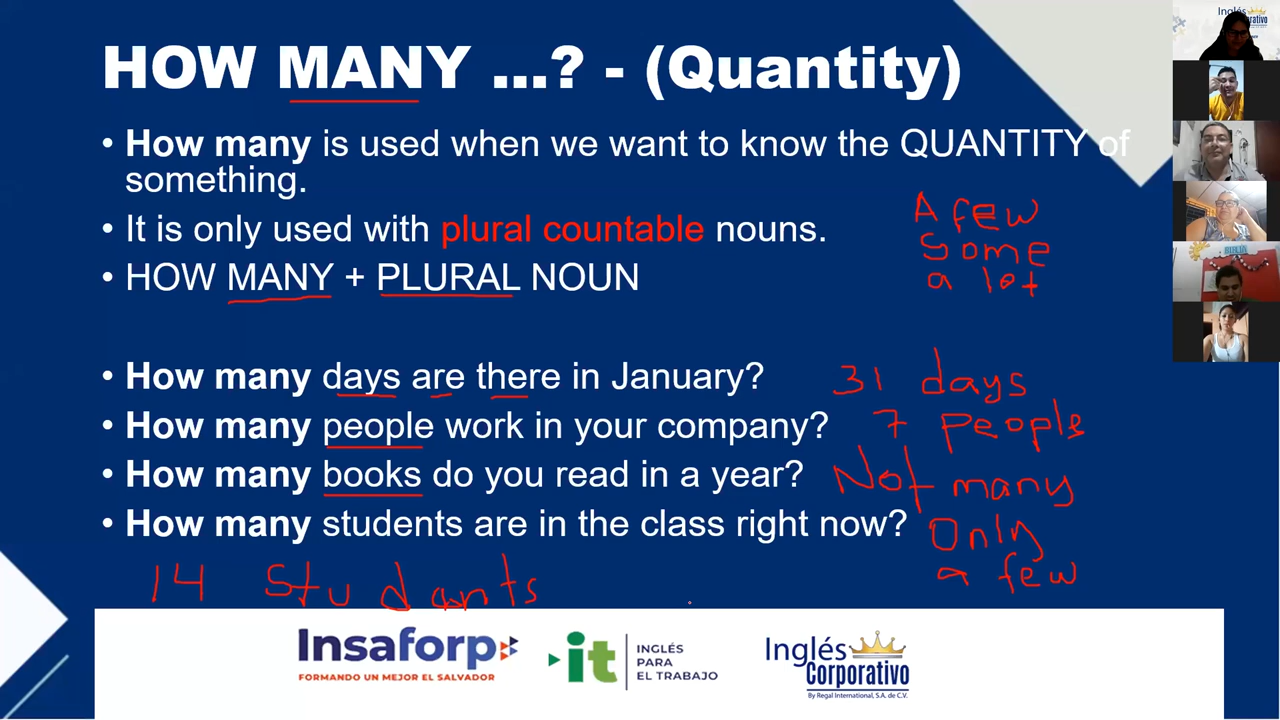 HOW MANY ...? - (Quantity)
• How many is used when we want to know the QUANTITY of
something.
• It is only used with plural countable nouns.
• HOW MANY + PLURAL NOUN
A few
some
a lot
• How many days are there in January? 31 days
• How many people work in your company? 7 people
• How many books do you read in a year? Not many
• How many students are in the class right now? Only
a few
14 Students
Insaforp
FORMANDO UN MEJOR EL SALVADOR
it
INGLÉS
PARA
EL TRABAJO
Inglés
Corporativo
By Regal International, S.A. de C.V.
Inglés
Corporativo
BIBLIA